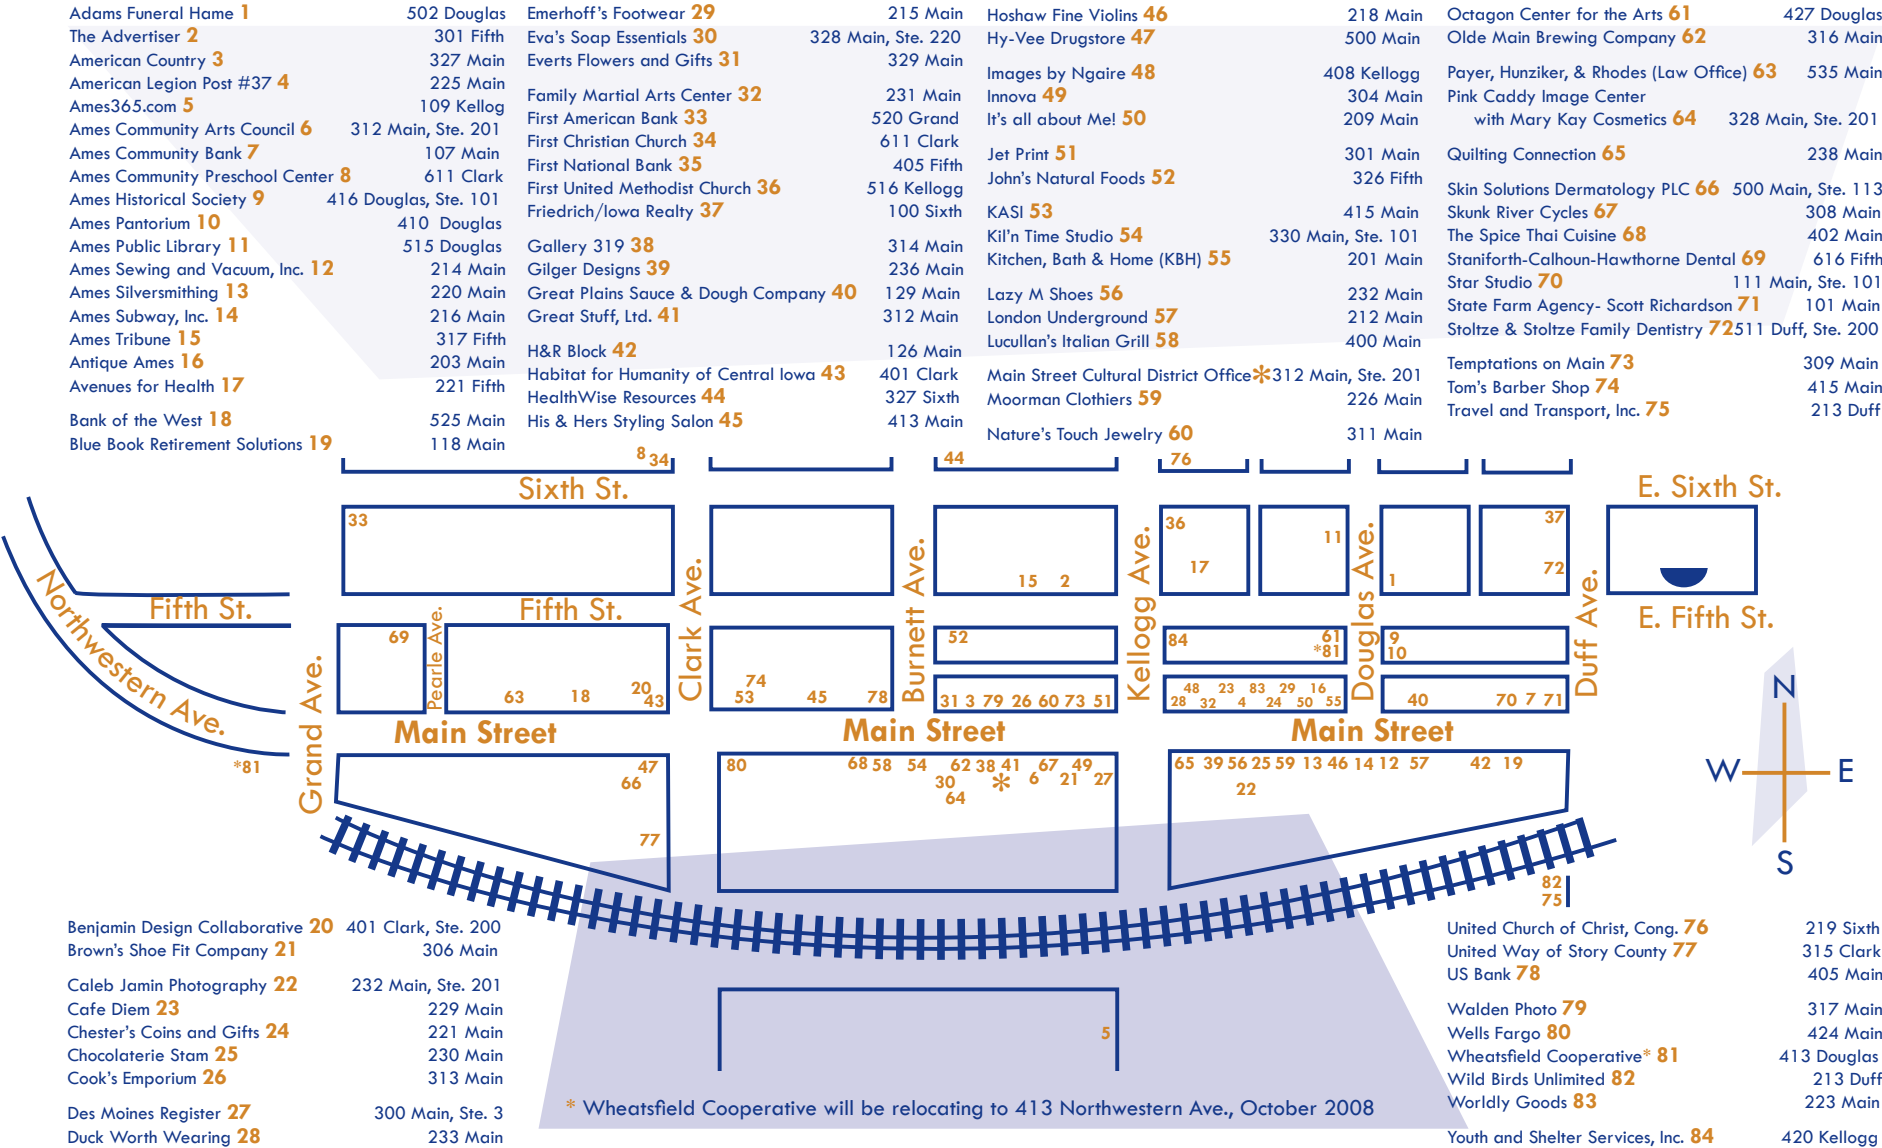 Adams Funeral Hame 1 502 Douglas
The Advertiser 2 301 Fifth
American Country 3 327 Main
American Legion Post #37 4 225 Main
Ames365.com 5 109 Kellog
Ames Community Arts Council 6 312 Main, Ste. 201
Ames Community Bank 7 107 Main
Ames Community Preschool Center 8 611 Clark
Ames Historical Society 9 416 Douglas, Ste. 101
Ames Pantorium 10 410 Douglas
Ames Public Library 11 515 Douglas
Ames Sewing and Vacuum, Inc. 12 214 Main
Ames Silversmithing 13 220 Main
Ames Subway, Inc. 14 216 Main
Ames Tribune 15 317 Fifth
Antique Ames 16 203 Main
Avenues for Health 17 221 Fifth
Bank of the West 18 525 Main
Blue Book Retirement Solutions 19 118 Main
Emerhoff's Footwear 29 215 Main
Eva's Soap Essentials 30 328 Main, Ste. 220
Everts Flowers and Gifts 31 329 Main
Family Martial Arts Center 32 231 Main
First American Bank 33 520 Grand
First Christian Church 34 611 Clark
First National Bank 35 405 Fifth
First United Methodist Church 36 516 Kellogg
Friedrich/Iowa Realty 37 100 Sixth
Gallery 319 38 314 Main
Gilger Designs 39 236 Main
Great Plains Sauce & Dough Company 40 129 Main
Great Stuff, Ltd. 41 312 Main
H&R Block 42 126 Main
Habitat for Humanity of Central Iowa 43 401 Clark
HealthWise Resources 44 327 Sixth
His & Hers Styling Salon 45 413 Main
Hoshaw Fine Violins 46 218 Main
Hy-Vee Drugstore 47 500 Main
Images by Ngaire 48 408 Kellogg
Innova 49 304 Main
It's all about Me! 50 209 Main
Jet Print 51 301 Main
John's Natural Foods 52 326 Fifth
KASI 53 415 Main
Kil'n Time Studio 54 330 Main, Ste. 101
Kitchen, Bath & Home (KBH) 55 201 Main
Lazy M Shoes 56 232 Main
London Underground 57 212 Main
Lucullan's Italian Grill 58 400 Main
Main Street Cultural District Office✻312 Main, Ste. 201
Moorman Clothiers 59 226 Main
Nature's Touch Jewelry 60 311 Main
Octagon Center for the Arts 61 427 Douglas
Olde Main Brewing Company 62 316 Main
Payer, Hunziker, & Rhodes (Law Office) 63 535 Main
Pink Caddy Image Center
with Mary Kay Cosmetics 64 328 Main, Ste. 201
Quilting Connection 65 238 Main
Skin Solutions Dermatology PLC 66 500 Main, Ste. 113
Skunk River Cycles 67 308 Main
The Spice Thai Cuisine 68 402 Main
Staniforth-Calhoun-Hawthorne Dental 69 616 Fifth
Star Studio 70 111 Main, Ste. 101
State Farm Agency- Scott Richardson 71 101 Main
Stoltze & Stoltze Family Dentistry 72 511 Duff, Ste. 200
Temptations on Main 73 309 Main
Tom's Barber Shop 74 415 Main
Travel and Transport, Inc. 75 213 Duff
8 34 44 76
Sixth St. E. Sixth St.
33 36 37
11
17 72
15 2 1
Northwestern Ave.
Grand Ave.
Pearle Ave.
Clark Ave.
Burnett Ave.
Kellogg Ave.
Douglas Ave.
Duff Ave.
Fifth St. Fifth St. E. Fifth St.
69 52 84 61 9
*81 10
74 20 48 23 83 29 16
63 18 43 53 45 78 31 3 79 26 60 73 51 28 32 4 24 50 55 40 70 7 71
Main Street Main Street Main Street
*81
47 80 68 58 54 62 38 41 67 49 65 39 56 25 59 13 46 14 12 57 42 19
66 30 ✻ 6 21 27 22
64
77
N
W E
S
82
75
5
Benjamin Design Collaborative 20 401 Clark, Ste. 200
Brown's Shoe Fit Company 21 306 Main
Caleb Jamin Photography 22 232 Main, Ste. 201
Cafe Diem 23 229 Main
Chester's Coins and Gifts 24 221 Main
Chocolaterie Stam 25 230 Main
Cook's Emporium 26 313 Main
Des Moines Register 27 300 Main, Ste. 3
Duck Worth Wearing 28 233 Main
* Wheatsfield Cooperative will be relocating to 413 Northwestern Ave., October 2008
United Church of Christ, Cong. 76 219 Sixth
United Way of Story County 77 315 Clark
US Bank 78 405 Main
Walden Photo 79 317 Main
Wells Fargo 80 424 Main
Wheatsfield Cooperative* 81 413 Douglas
Wild Birds Unlimited 82 213 Duff
Worldly Goods 83 223 Main
Youth and Shelter Services, Inc. 84 420 Kellogg